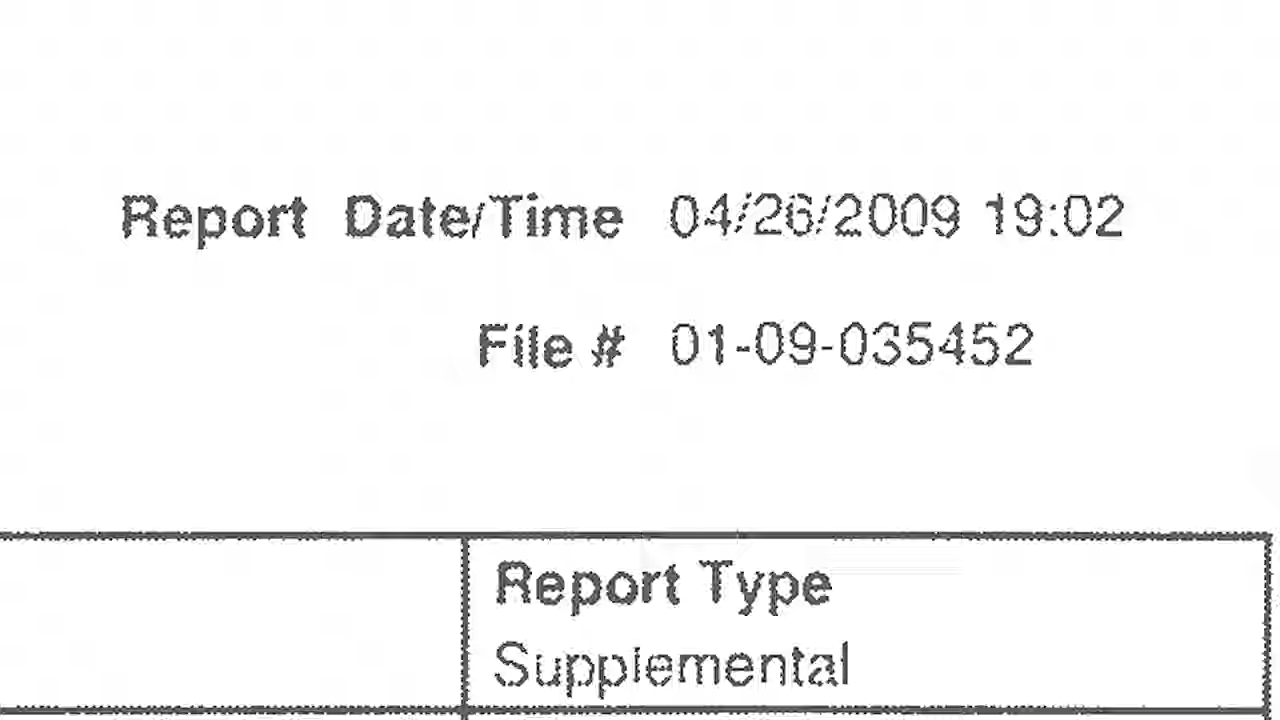 Report Date/Time 04/26/2009 19:02
File # 01-09-035452
Report Type
Supplemental